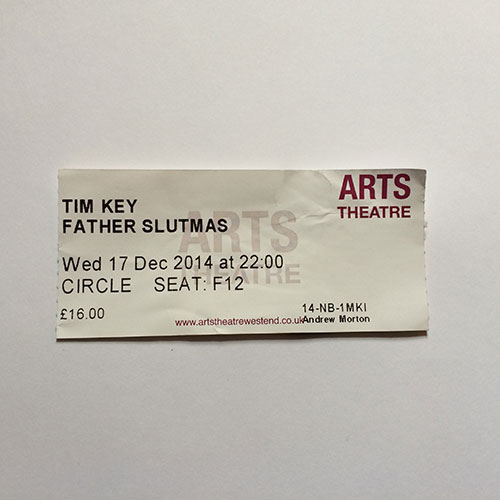 ARTS
THEATRE
TIM KEY
FATHER SLUTMAS
ARTS
THEATRE
Wed 17 Dec 2014 at 22:00
CIRCLE SEAT: F12
£16.00
14-NB-1MKI
www.artstheatrewestend.co.uk Andrew Morton